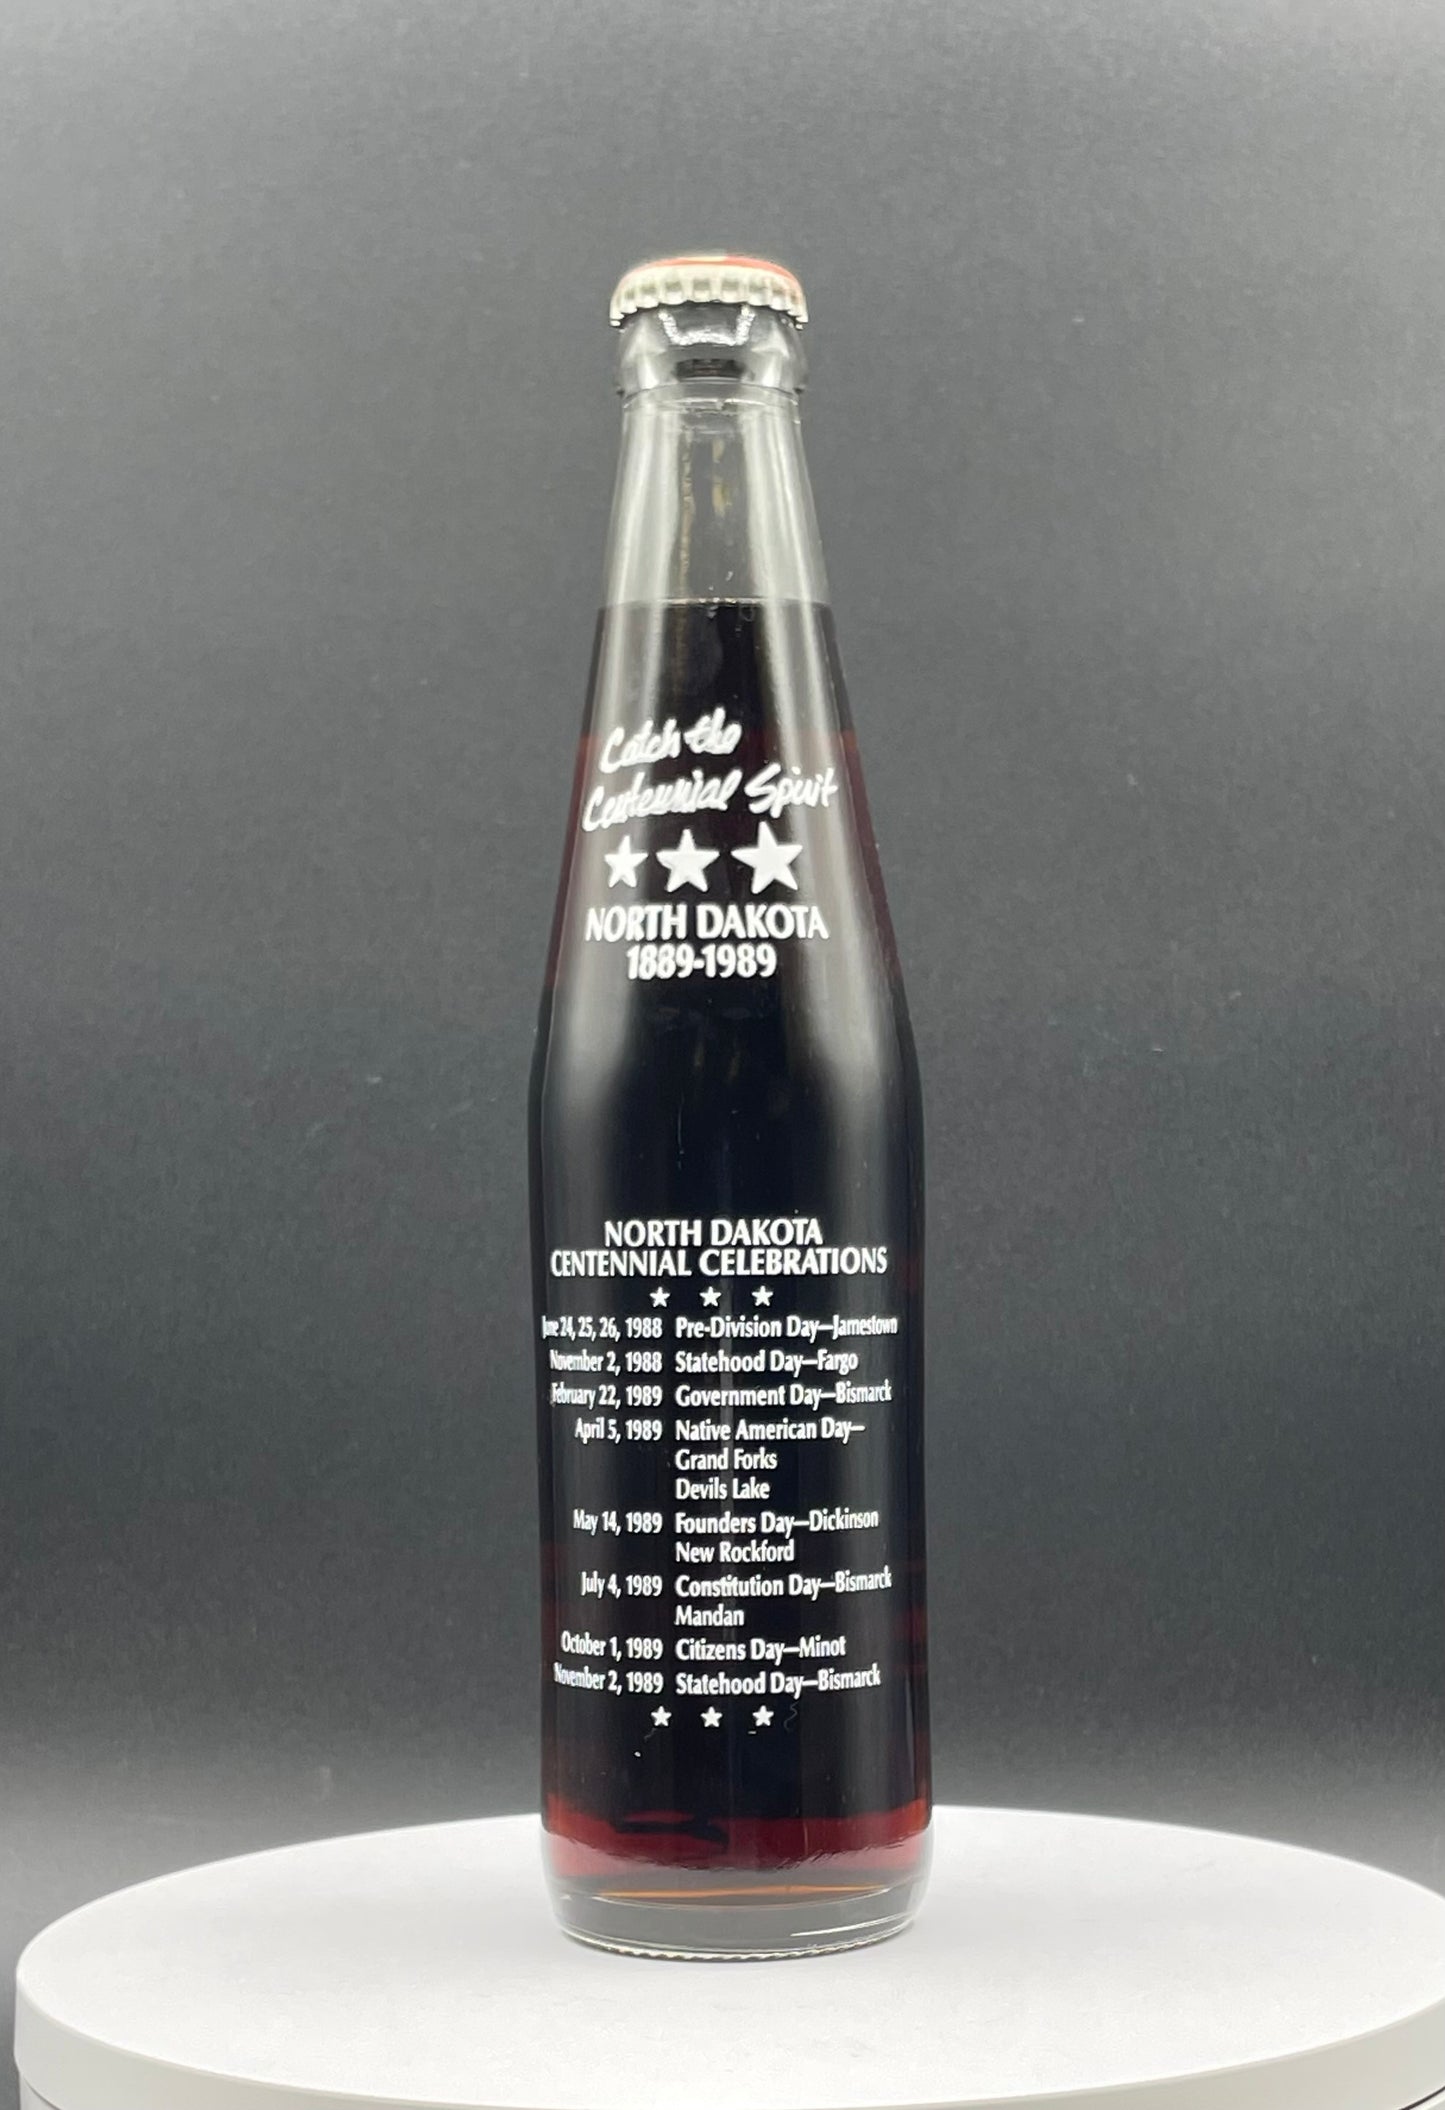 Catch the
Centennial Spirit
NORTH DAKOTA
1889-1989
NORTH DAKOTA
CENTENNIAL CELEBRATIONS
June 24, 25, 26, 1988 Pre-Division Day—Jamestown
November 2, 1988 Statehood Day—Fargo
February 22, 1989 Government Day—Bismarck
April 5, 1989 Native American Day—
Grand Forks
Devils Lake
May 14, 1989 Founders Day—Dickinson
New Rockford
July 4, 1989 Constitution Day—Bismarck
Mandan
October 1, 1989 Citizens Day—Minot
November 2, 1989 Statehood Day—Bismarck